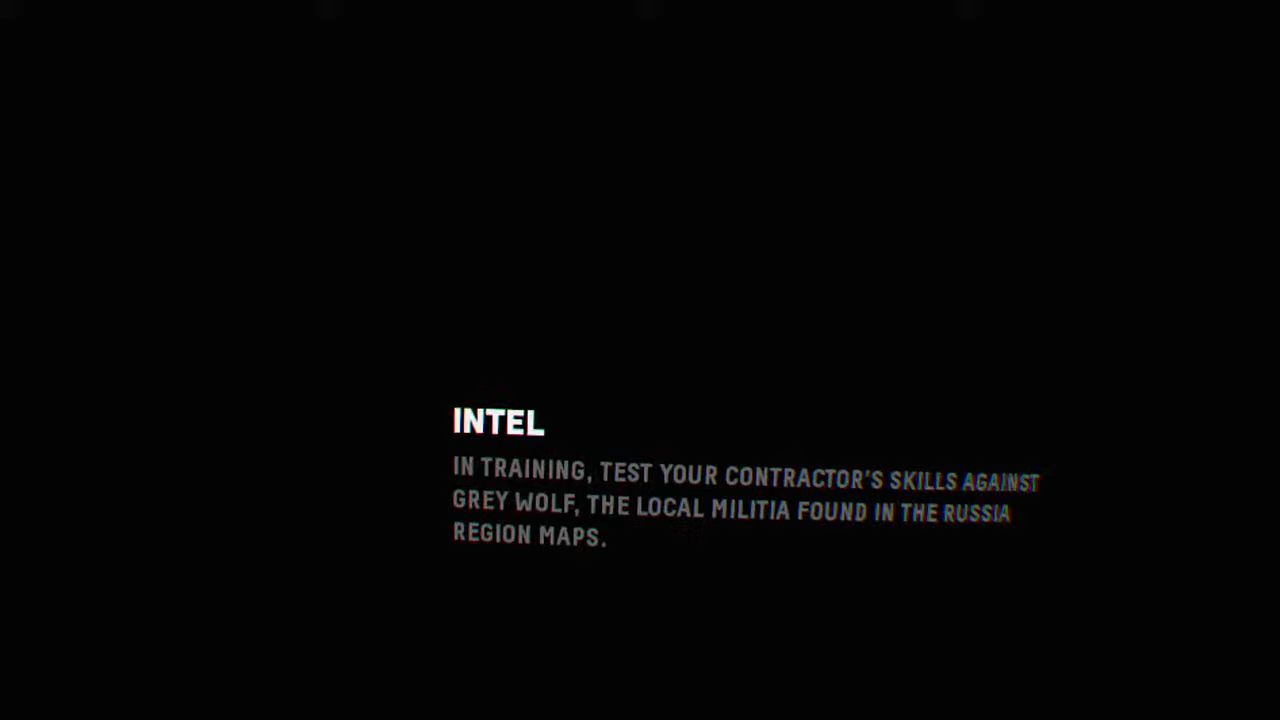 INTEL
IN TRAINING, TEST YOUR CONTRACTOR'S SKILLS AGAINST
GREY WOLF, THE LOCAL MILITIA FOUND IN THE RUSSIA
REGION MAPS.